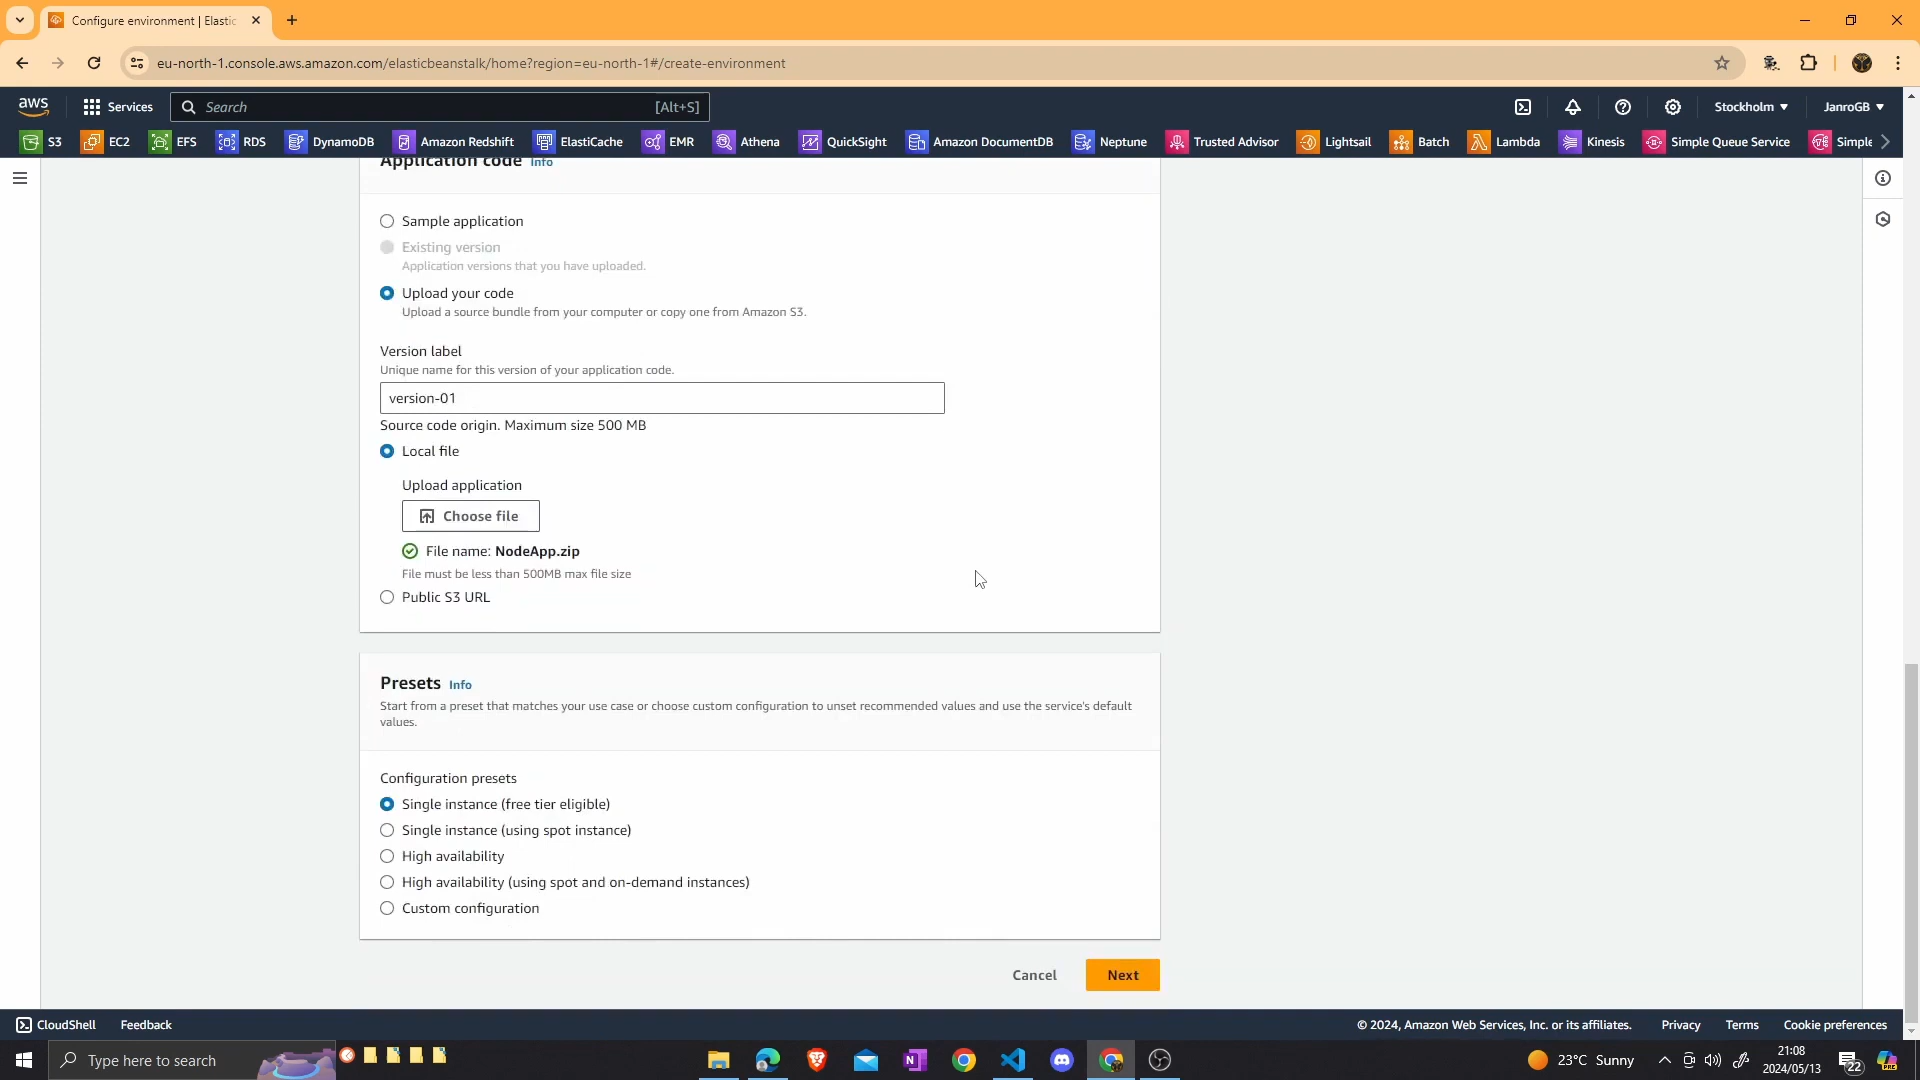 Configure environment | Elastic
eu-north-1.console.aws.amazon.com/elasticbeanstalk/home?region=eu-north-1#/create-environment
aws
Services
Search
[Alt+S]
Stockholm
JanroGB
S3
EC2
EFS
RDS
DynamoDB
Amazon Redshift
ElastiCache
EMR
Athena
QuickSight
Amazon DocumentDB
Neptune
Trusted Advisor
Lightsail
Batch
Lambda
Kinesis
Simple Queue Service
Simple
Application code Info
Sample application
Existing version
Application versions that you have uploaded.
Upload your code
Upload a source bundle from your computer or copy one from Amazon S3.
Version label
Unique name for this version of your application code.
version-01
Source code origin. Maximum size 500 MB
Local file
Upload application
Choose file
File name: NodeApp.zip
File must be less than 500MB max file size
Public S3 URL
Presets Info
Start from a preset that matches your use case or choose custom configuration to unset recommended values and use the service's default
values.
Configuration presets
Single instance (free tier eligible)
Single instance (using spot instance)
High availability
High availability (using spot and on-demand instances)
Custom configuration
Cancel
Next
CloudShell
Feedback
© 2024, Amazon Web Services, Inc. or its affiliates.
Privacy
Terms
Cookie preferences
Type here to search
23°C Sunny
21:08
2024/05/13
22
PRE